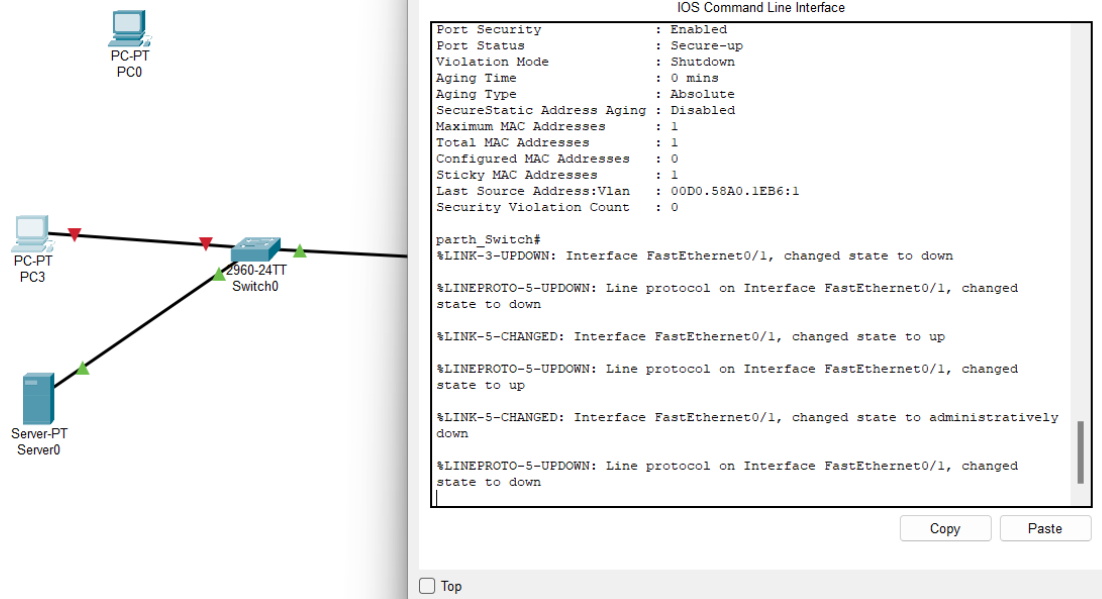 PC-PT
PC0
PC-PT
PC3
2960-24TT
Switch0
Server-PT
Server0
IOS Command Line Interface
Port Security : Enabled
Port Status : Secure-up
Violation Mode : Shutdown
Aging Time : 0 mins
Aging Type : Absolute
SecureStatic Address Aging : Disabled
Maximum MAC Addresses : 1
Total MAC Addresses : 1
Configured MAC Addresses : 0
Sticky MAC Addresses : 1
Last Source Address:Vlan : 00D0.58A0.1EB6:1
Security Violation Count : 0
parth_Switch#
%LINK-3-UPDOWN: Interface FastEthernet0/1, changed state to down
%LINEPROTO-5-UPDOWN: Line protocol on Interface FastEthernet0/1, changed
state to down
%LINK-5-CHANGED: Interface FastEthernet0/1, changed state to up
%LINEPROTO-5-UPDOWN: Line protocol on Interface FastEthernet0/1, changed
state to up
%LINK-5-CHANGED: Interface FastEthernet0/1, changed state to administratively
down
%LINEPROTO-5-UPDOWN: Line protocol on Interface FastEthernet0/1, changed
state to down
Copy
Paste
Top